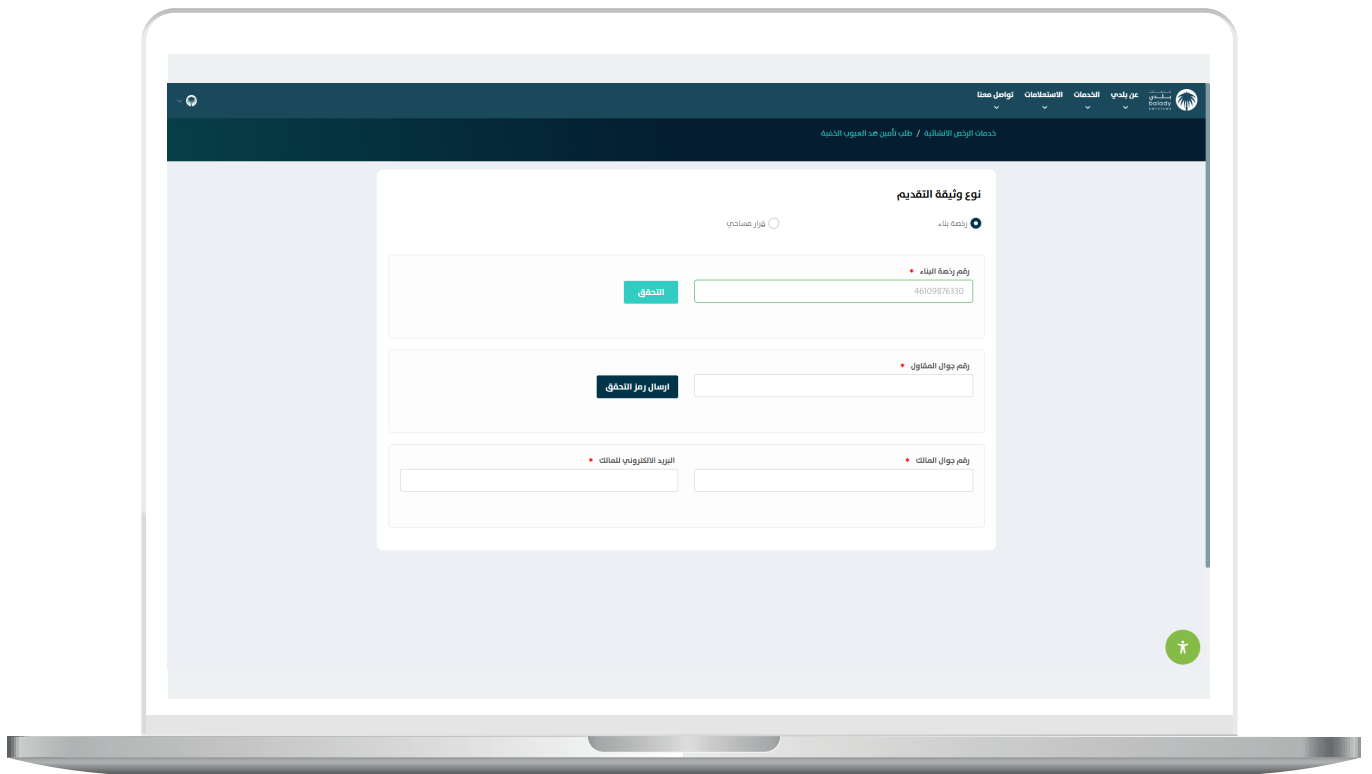 بلدي
balady
عن بلدي الخدمات الاستعلامات تواصل معنا
خدمات الرخص الانشائية / طلب تأمين ضد العيوب الخفية
نوع وثيقة التقديم
رخصة بناء قرار مساحي
رقم رخصة البناء *
46109876330 التحقق
رقم جوال المقاول *
ارسال رمز التحقق
رقم جوال المالك * البريد الالكتروني للمالك *